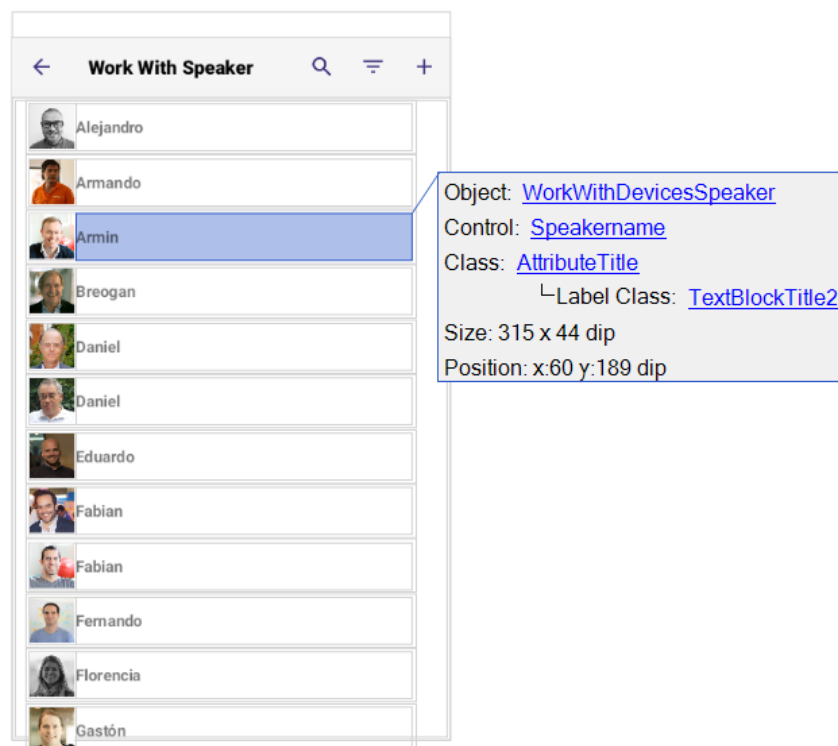 Work With Speaker
Alejandro
Armando
Armin
Breogan
Daniel
Daniel
Eduardo
Fabian
Fabian
Fernando
Florencia
Gastón
Object: WorkWithDevicesSpeaker
Control: Speakername
Class: AttributeTitle
Label Class: TextBlockTitle2
Size: 315 x 44 dip
Position: x:60 y:189 dip